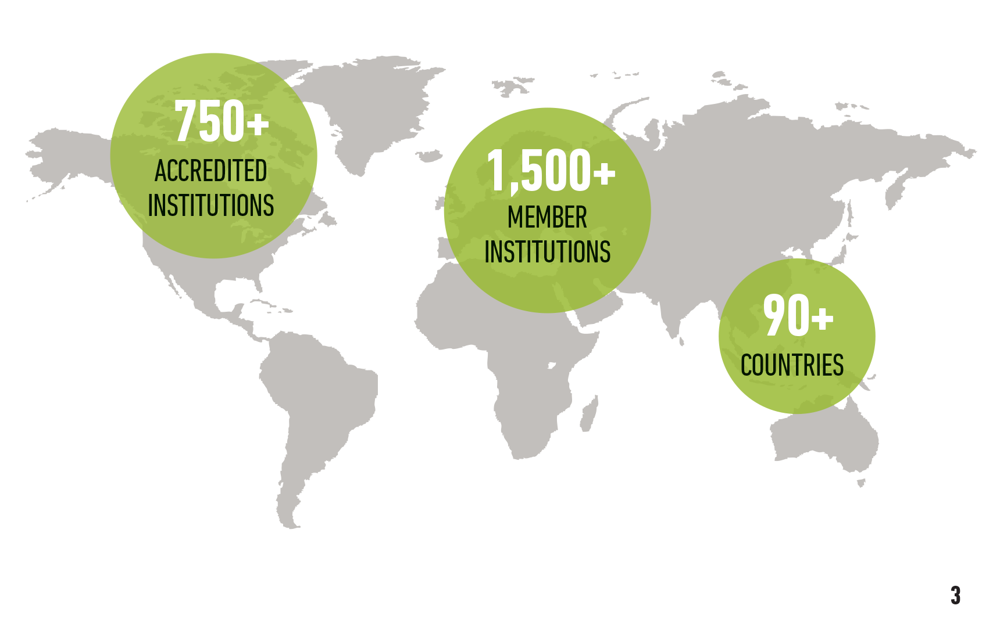 750+
ACCREDITED
INSTITUTIONS
1,500+
MEMBER
INSTITUTIONS
90+
COUNTRIES
3